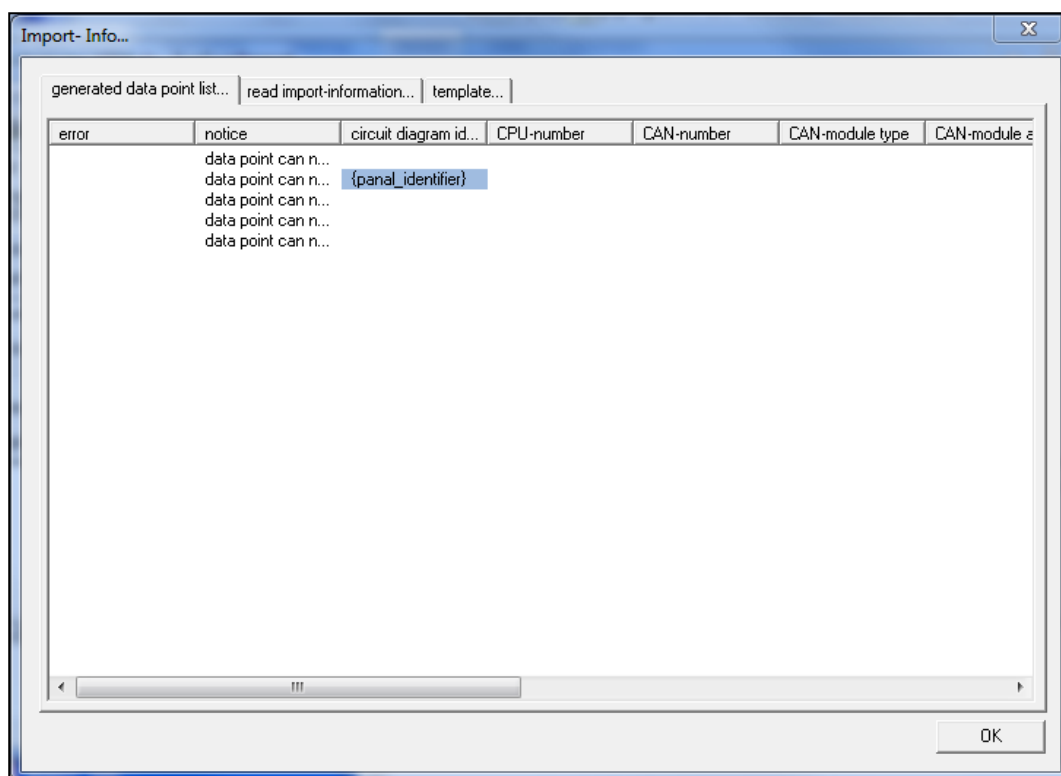 Import- Info...
generated data point list... read import-information... template...
error notice circuit diagram id... CPU-number CAN-number CAN-module type CAN-module a
data point can n...
data point can n... {panal_identifier}
data point can n...
data point can n...
data point can n...
OK